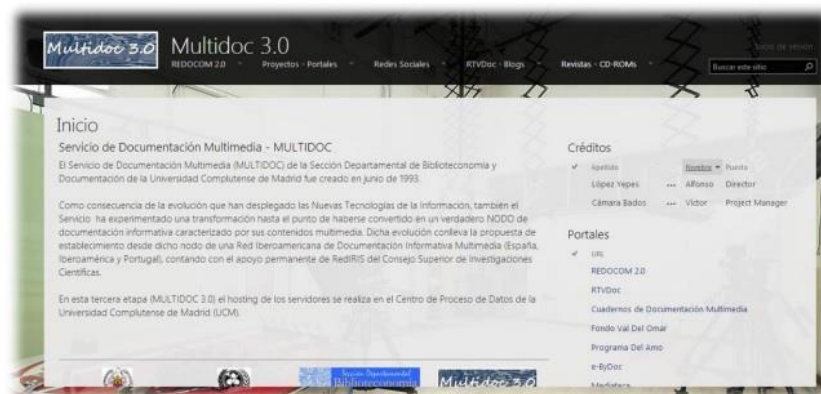 Multidoc 3.0
Multidoc 3.0
Inicio de sesión
REDOCOM 2.0
Proyectos - Portales
Redes Sociales
RTVDoc - Blogs
Revistas - CD-ROMs
Buscar este sitio
Inicio
Servicio de Documentación Multimedia - MULTIDOC
El Servicio de Documentación Multimedia (MULTIDOC) de la Sección Departamental de Biblioteconomía y
Documentación de la Universidad Complutense de Madrid fue creado en junio de 1993.
Como consecuencia de la evolución que han desplegado las Nuevas Tecnologías de la Información, también el
Servicio ha experimentado una transformación hasta el punto de haberse convertido en un verdadero NODO de
documentación informativa caracterizado por sus contenidos multimedia. Dicha evolución conlleva la propuesta de
establecimiento desde dicho nodo de una Red Iberoamericana de Documentación Informativa Multimedia (España,
Iberoamérica y Portugal), contando con el apoyo permanente de RedIRIS del Consejo Superior de Investigaciones
Científicas.
En esta tercera etapa (MULTIDOC 3.0) el hosting de los servidores se realiza en el Centro de Proceso de Datos de la
Universidad Complutense de Madrid (UCM).
Sección Departamental
Biblioteconomía
Multidoc 3.0
Créditos
Apellido Nombre Puesto
López Yepes ... Alfonso Director
Cámara Bados ... Victor Project Manager
Portales
URL
REDOCOM 2.0
RTVDoc
Cuadernos de Documentación Multimedia
Fondo Val Del Omar
Programa Del Amo
e-ByDoc
Mediateca